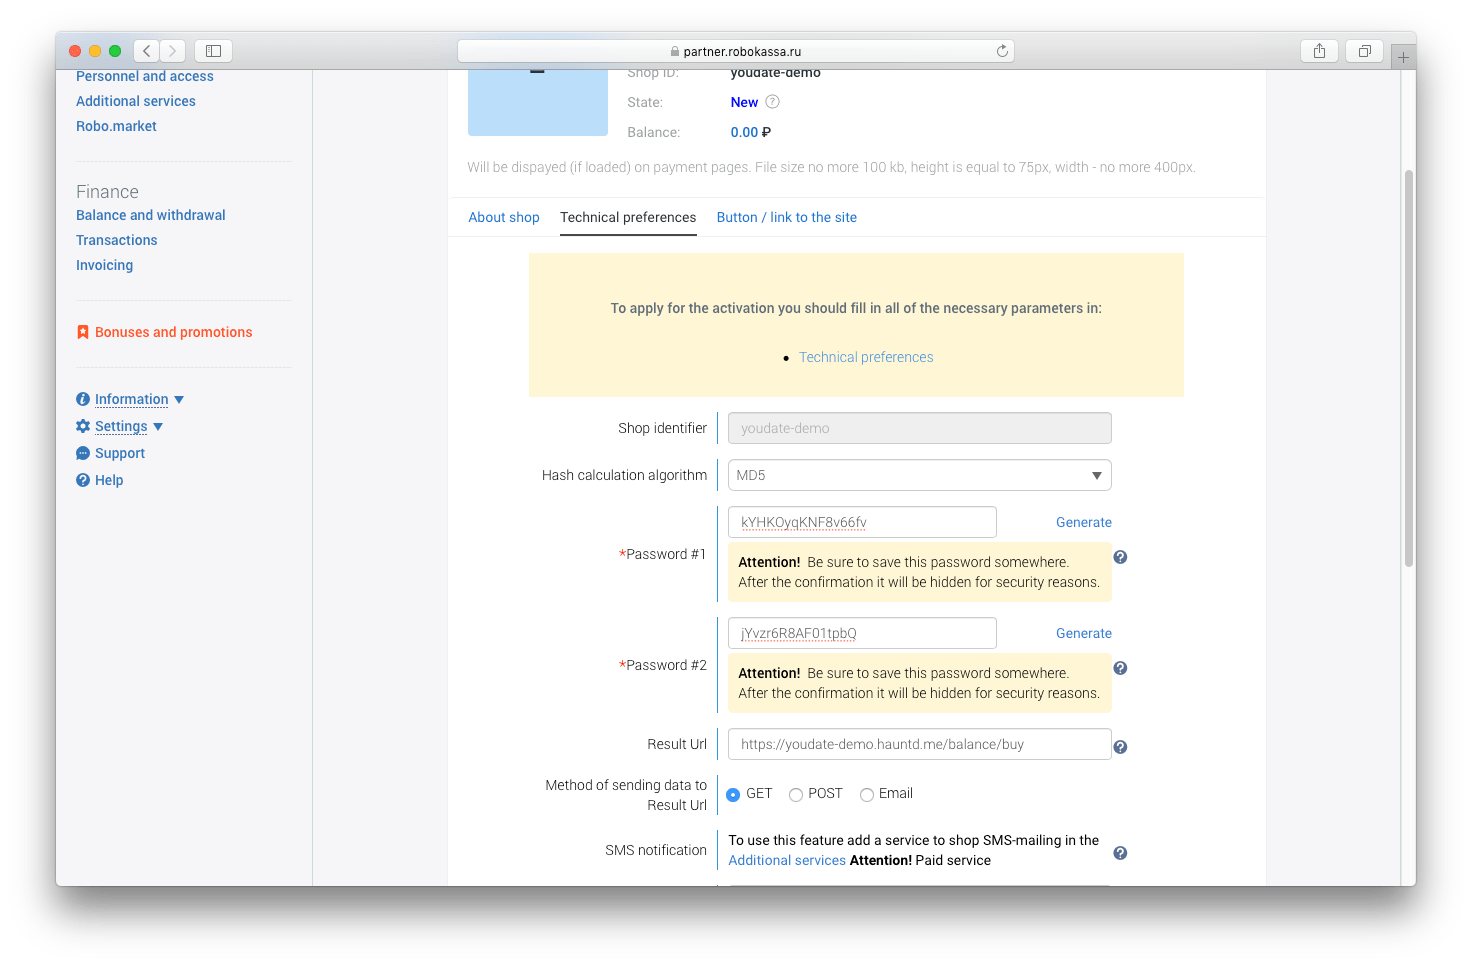 partner.robokassa.ru
Personnel and access
Additional services
Robo.market
Finance
Balance and withdrawal
Transactions
Invoicing
Bonuses and promotions
Information
Settings
Support
Help
Shop ID: youdate-demo
State: New
Balance: 0.00 ₽
Will be dispayed (if loaded) on payment pages. File size no more 100 kb, height is equal to 75px, width - no more 400px.
About shop Technical preferences Button / link to the site
To apply for the activation you should fill in all of the necessary parameters in:
• Technical preferences
Shop identifier youdate-demo
Hash calculation algorithm MD5
kYHKOyqKNF8v66fv Generate
*Password #1
Attention! Be sure to save this password somewhere.
After the confirmation it will be hidden for security reasons.
jYvzr6R8AF01tpbQ Generate
*Password #2
Attention! Be sure to save this password somewhere.
After the confirmation it will be hidden for security reasons.
Result Url https://youdate-demo.hauntd.me/balance/buy
Method of sending data to
Result Url
GET POST Email
SMS notification
To use this feature add a service to shop SMS-mailing in the
Additional services Attention! Paid service